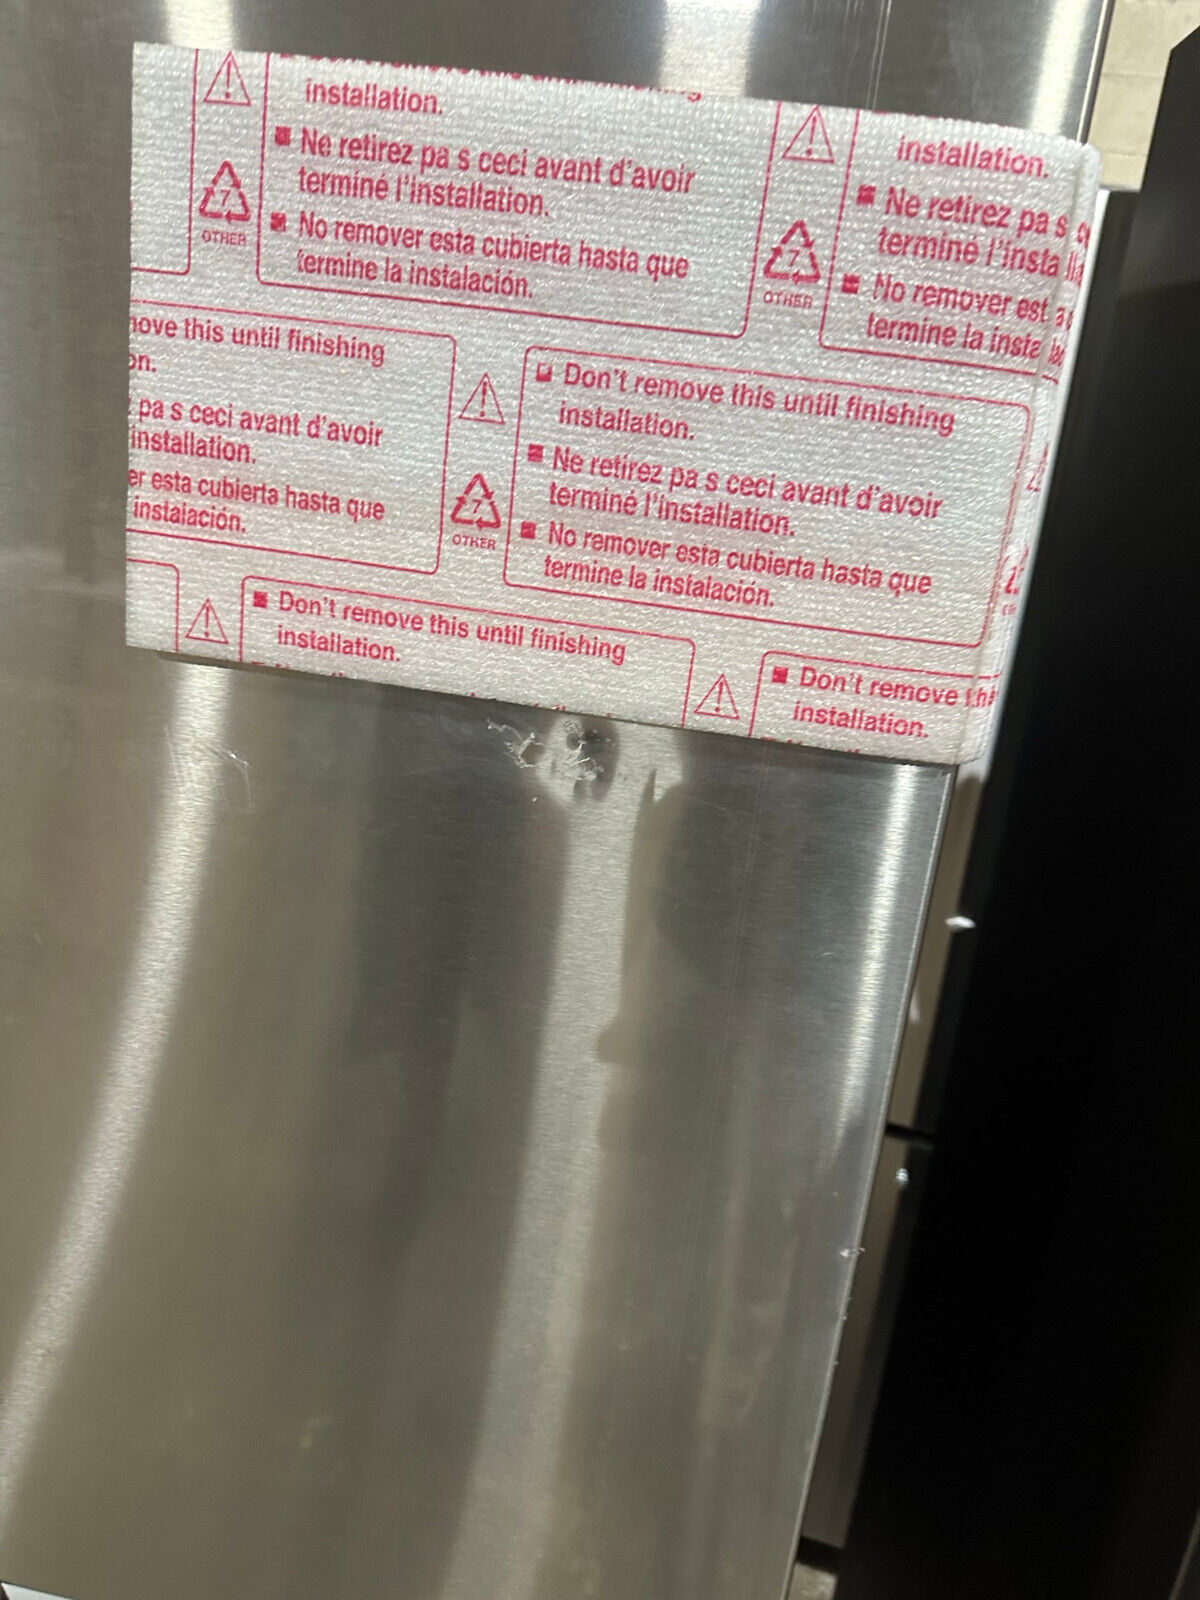 installation.
■ Ne retirez pa s ceci avant d'avoir
terminé l'installation.
■ No remover esta cubierta hasta que
termine la instalación.
7
OTHER
installation.
■ Ne retirez pa s
terminé l'insta lla
■ No remover est a
termine la insta
7
OTHER
this until finishing
pa s ceci avant d'avoir
installation.
esta cubierta hasta que
instalación.
7
OTHER
■ Don't remove this until finishing
installation.
■ Ne retirez pa s ceci avant d'avoir
terminé l'installation.
■ No remover esta cubierta hasta que
termine la instalación.
■ Don't remove this until finishing
installation.
■ Don't remove
installation.